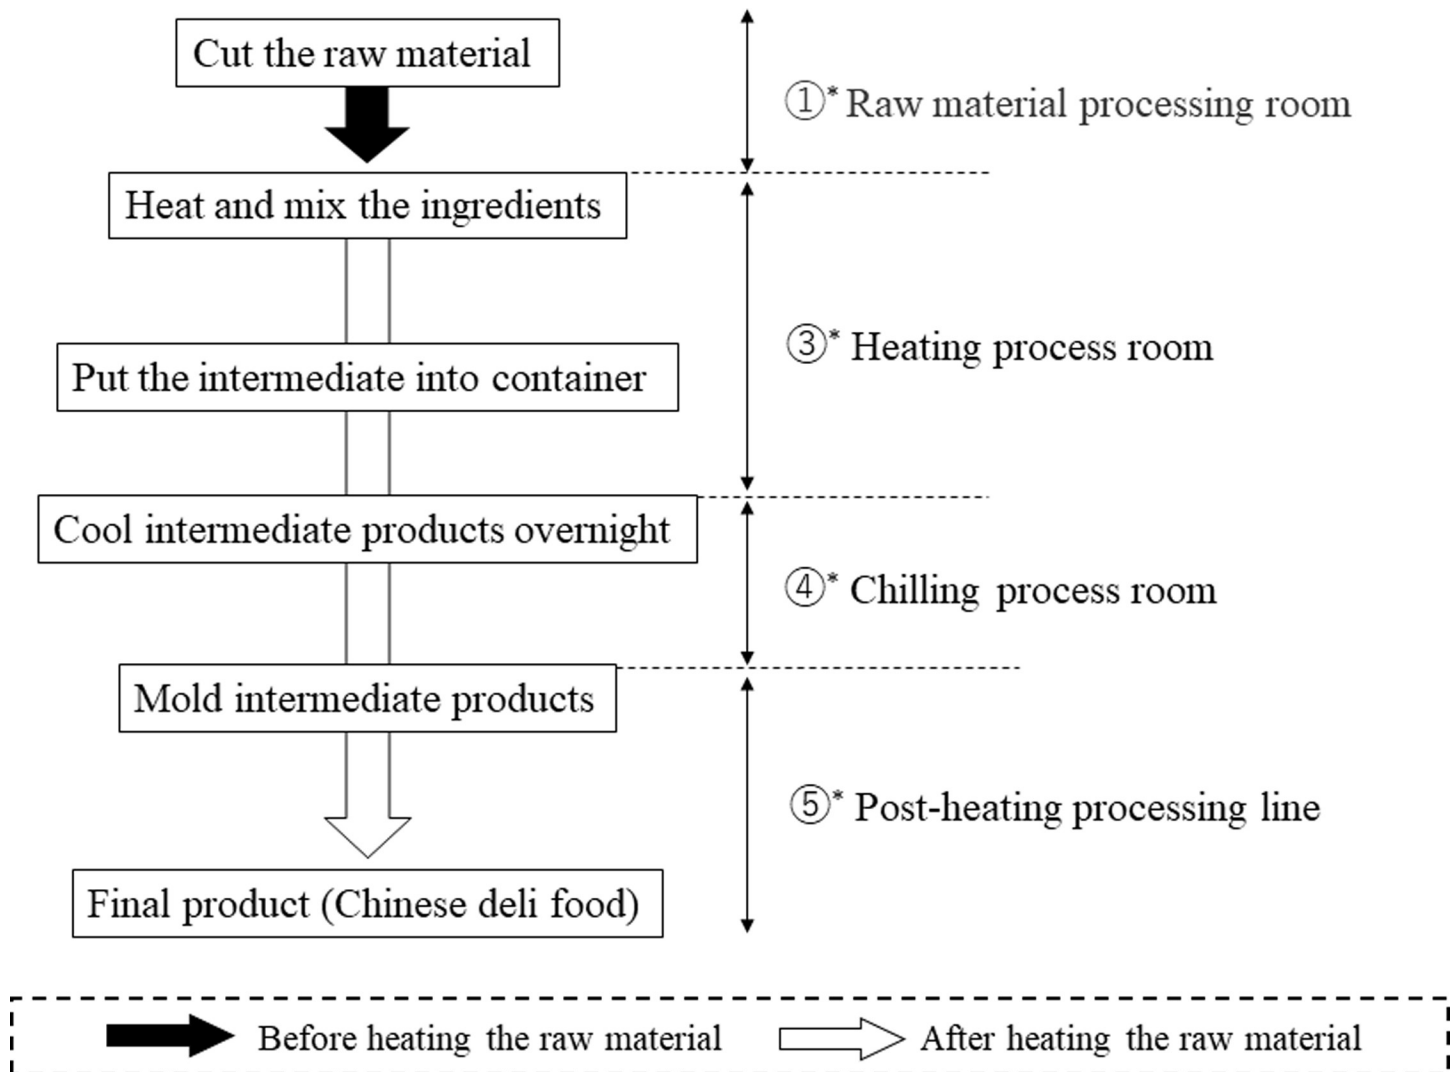 Cut the raw material
①* Raw material processing room
Heat and mix the ingredients
③* Heating process room
Put the intermediate into container
Cool intermediate products overnight
④* Chilling process room
Mold intermediate products
⑤* Post-heating processing line
Final product (Chinese deli food)
Before heating the raw material
After heating the raw material